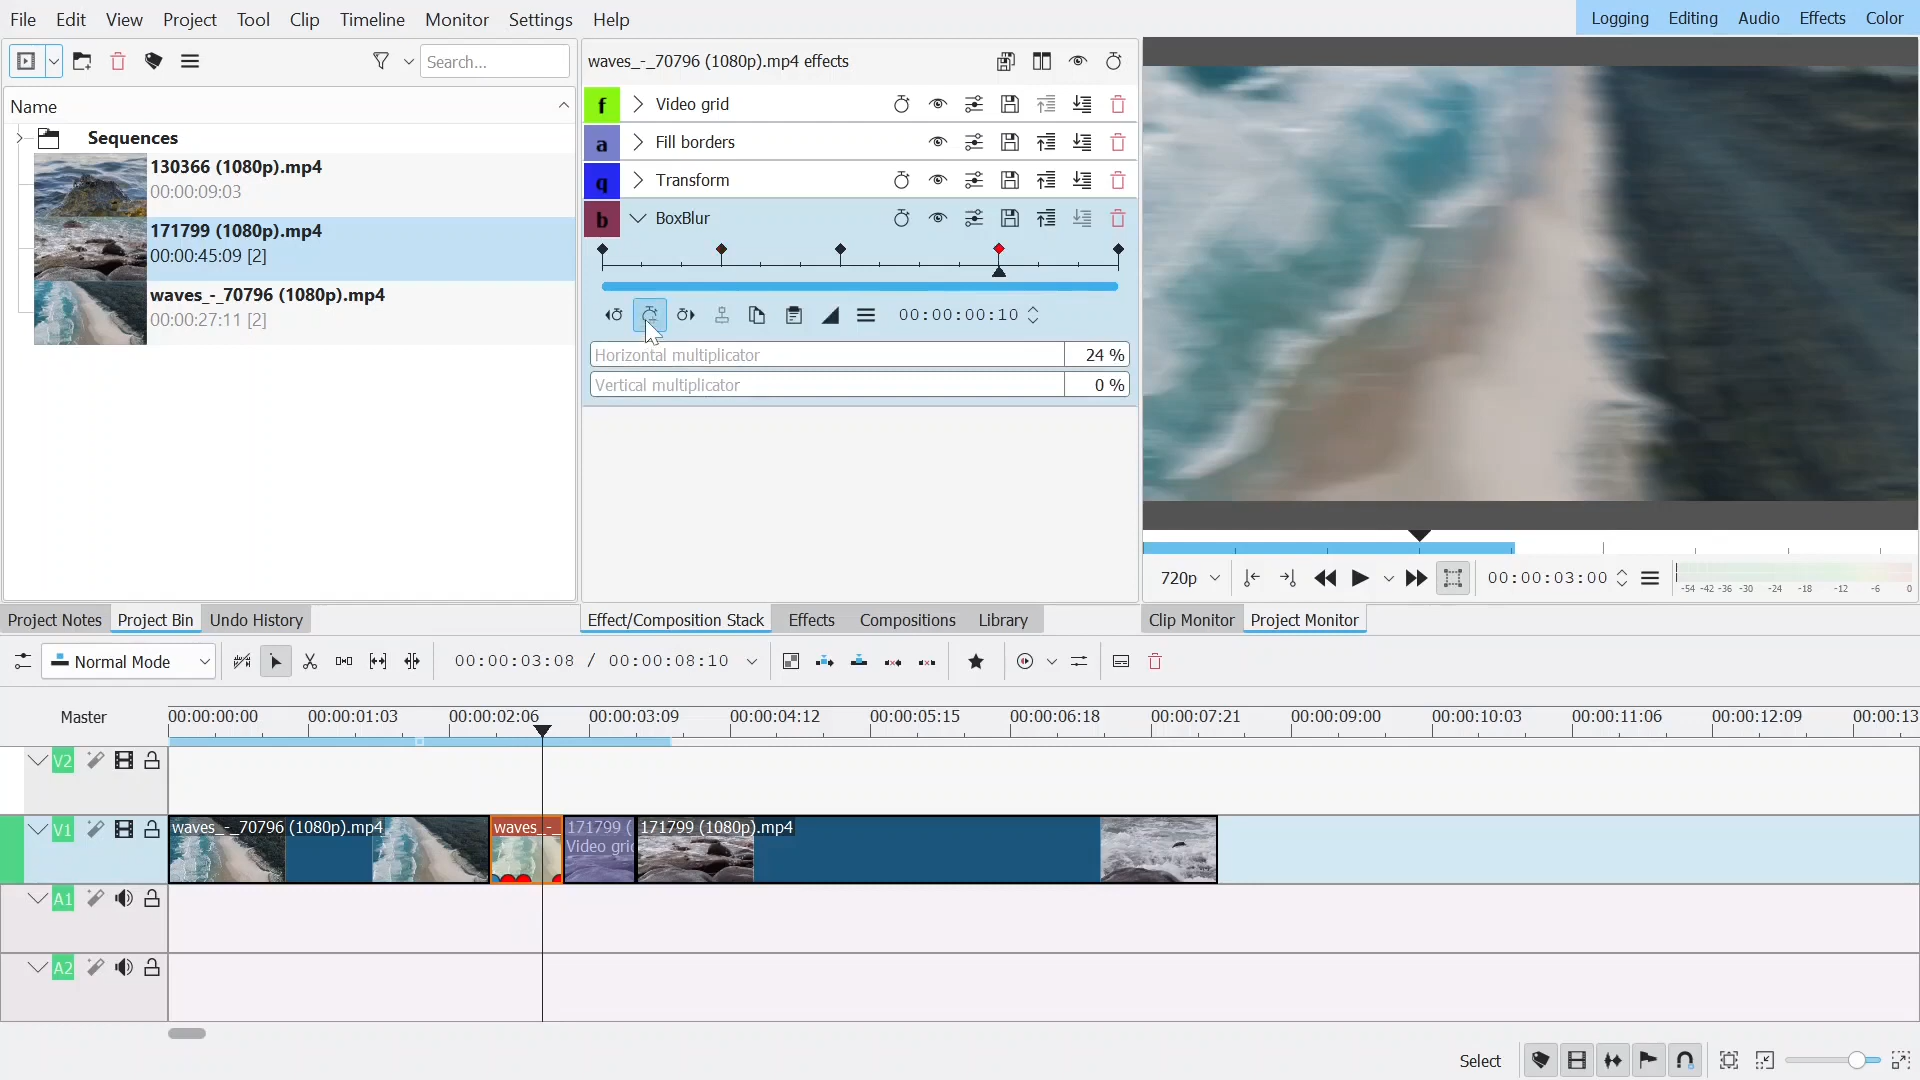 File Edit View Project Tool Clip Timeline Monitor Settings Help
Logging Editing Audio Effects Color
Search...
Name
Sequences
130366 (1080p).mp4
00:00:09:03
171799 (1080p).mp4
00:00:45:09 [2]
waves_-_70796 (1080p).mp4
00:00:27:11 [2]
waves_-_70796 (1080p).mp4 effects
f Video grid
a Fill borders
q Transform
b BoxBlur
00:00:00:10
Horizontal multiplicator 24 %
Vertical multiplicator 0 %
720p
00:00:03:00
-54 -42 -36 -30 -24 -18 -12 -6 0
Project Notes Project Bin Undo History
Effect/Composition Stack Effects Compositions Library
Clip Monitor Project Monitor
Normal Mode
00:00:03:08 / 00:00:08:10
Master
00:00:00:00 00:00:01:03 00:00:02:06 00:00:03:09 00:00:04:12 00:00:05:15 00:00:06:18 00:00:07:21 00:00:09:00 00:00:10:03 00:00:11:06 00:00:12:09 00:00:13
V2
V1
waves_-_70796 (1080p).mp4
waves_-_
171799 (
Video gri
171799 (1080p).mp4
A1
A2
Select